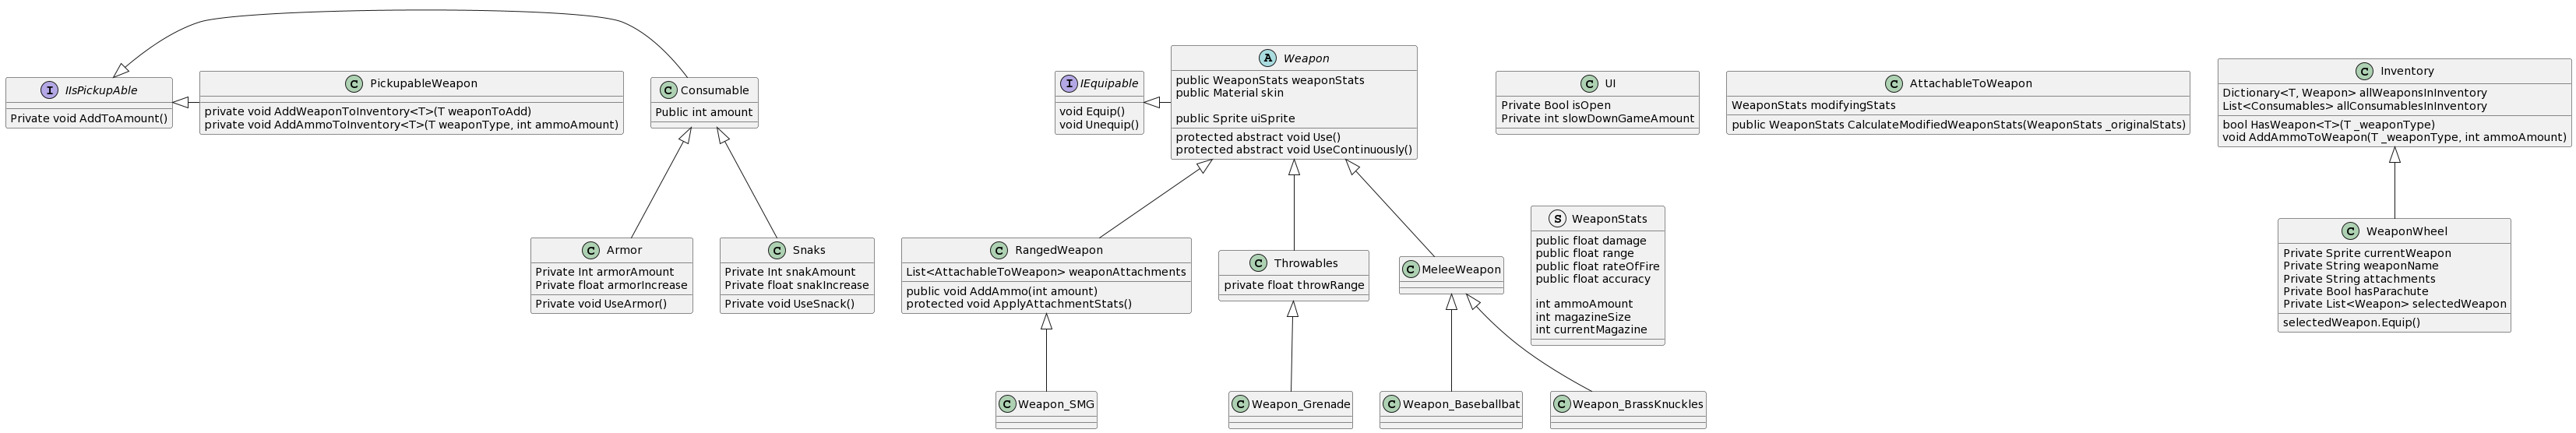 I IIsPickupAble
Private void AddToAmount()
C PickupableWeapon
private void AddWeaponToInventory<T>(T weaponToAdd)
private void AddAmmoToInventory<T>(T weaponType, int ammoAmount)
C Consumable
Public int amount
I IEquipable
void Equip()
void Unequip()
A Weapon
public WeaponStats weaponStats
public Material skin
public Sprite uiSprite
protected abstract void Use()
protected abstract void UseContinuously()
C UI
Private Bool isOpen
Private int slowDownGameAmount
C AttachableToWeapon
WeaponStats modifyingStats
public WeaponStats CalculateModifiedWeaponStats(WeaponStats _originalStats)
C Inventory
Dictionary<T, Weapon> allWeaponsInInventory
List<Consumables> allConsumablesInInventory
bool HasWeapon<T>(T _weaponType)
void AddAmmoToWeapon(T _weaponType, int ammoAmount)
C Armor
Private Int armorAmount
Private float armorIncrease
Private void UseArmor()
C Snaks
Private Int snakAmount
Private float snakIncrease
Private void UseSnack()
C RangedWeapon
List<AttachableToWeapon> weaponAttachments
public void AddAmmo(int amount)
protected void ApplyAttachmentStats()
C Throwables
private float throwRange
C MeleeWeapon
S WeaponStats
public float damage
public float range
public float rateOfFire
public float accuracy
int ammoAmount
int magazineSize
int currentMagazine
C WeaponWheel
Private Sprite currentWeapon
Private String weaponName
Private String attachments
Private Bool hasParachute
Private List<Weapon> selectedWeapon
selectedWeapon.Equip()
C Weapon_SMG
C Weapon_Grenade
C Weapon_Baseballbat
C Weapon_BrassKnuckles